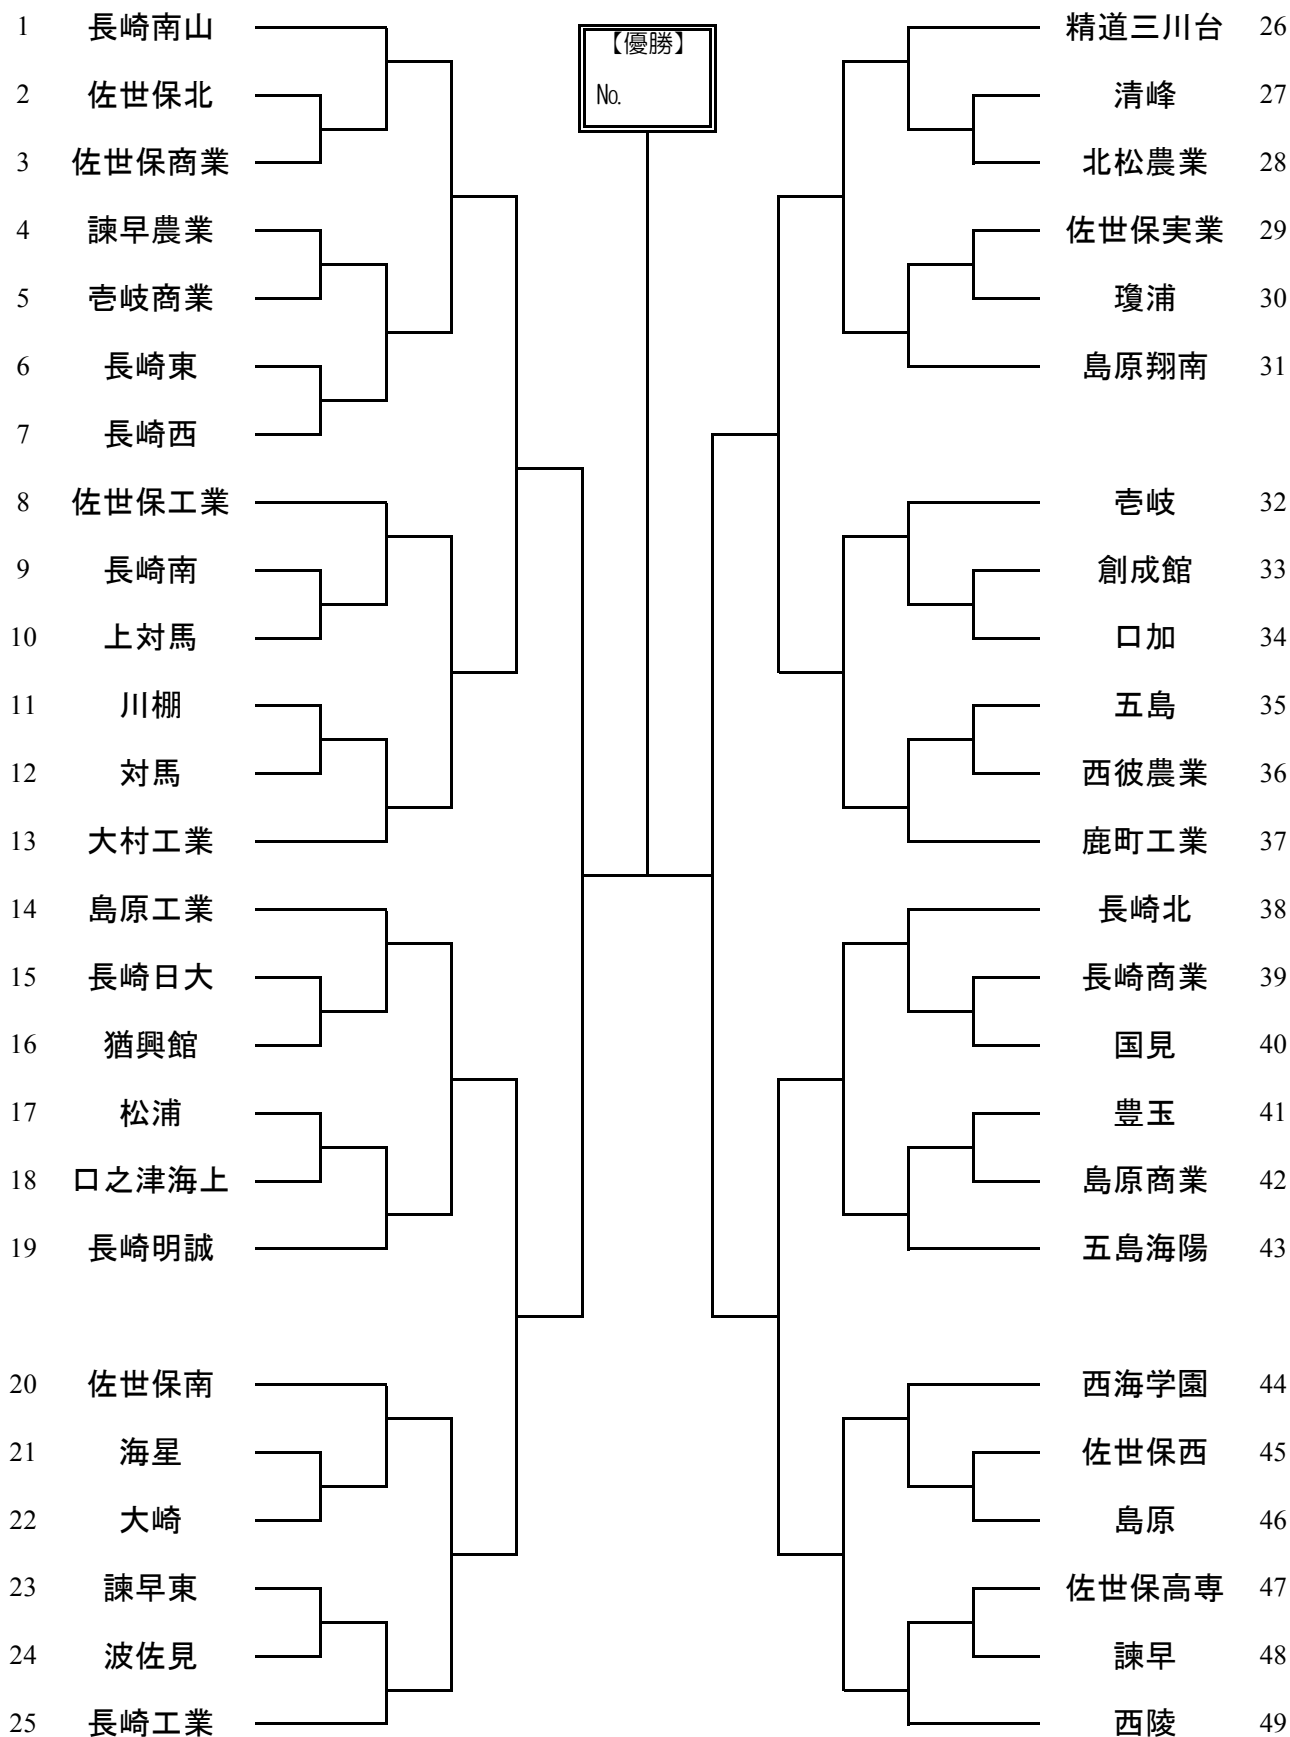 1 長崎南山
2 佐世保北
3 佐世保商業
4 諫早農業
5 壱岐商業
6 長崎東
7 長崎西
8 佐世保工業
9 長崎南
10 上対馬
11 川棚
12 対馬
13 大村工業
14 島原工業
15 長崎日大
16 猶興館
17 松浦
18 口之津海上
19 長崎明誠
20 佐世保南
21 海星
22 大崎
23 諫早東
24 波佐見
25 長崎工業
【優勝】
No.
精道三川台 26
清峰 27
北松農業 28
佐世保実業 29
瓊浦 30
島原翔南 31
壱岐 32
創成館 33
口加 34
五島 35
西彼農業 36
鹿町工業 37
長崎北 38
長崎商業 39
国見 40
豊玉 41
島原商業 42
五島海陽 43
西海学園 44
佐世保西 45
島原 46
佐世保高専 47
諫早 48
西陵 49